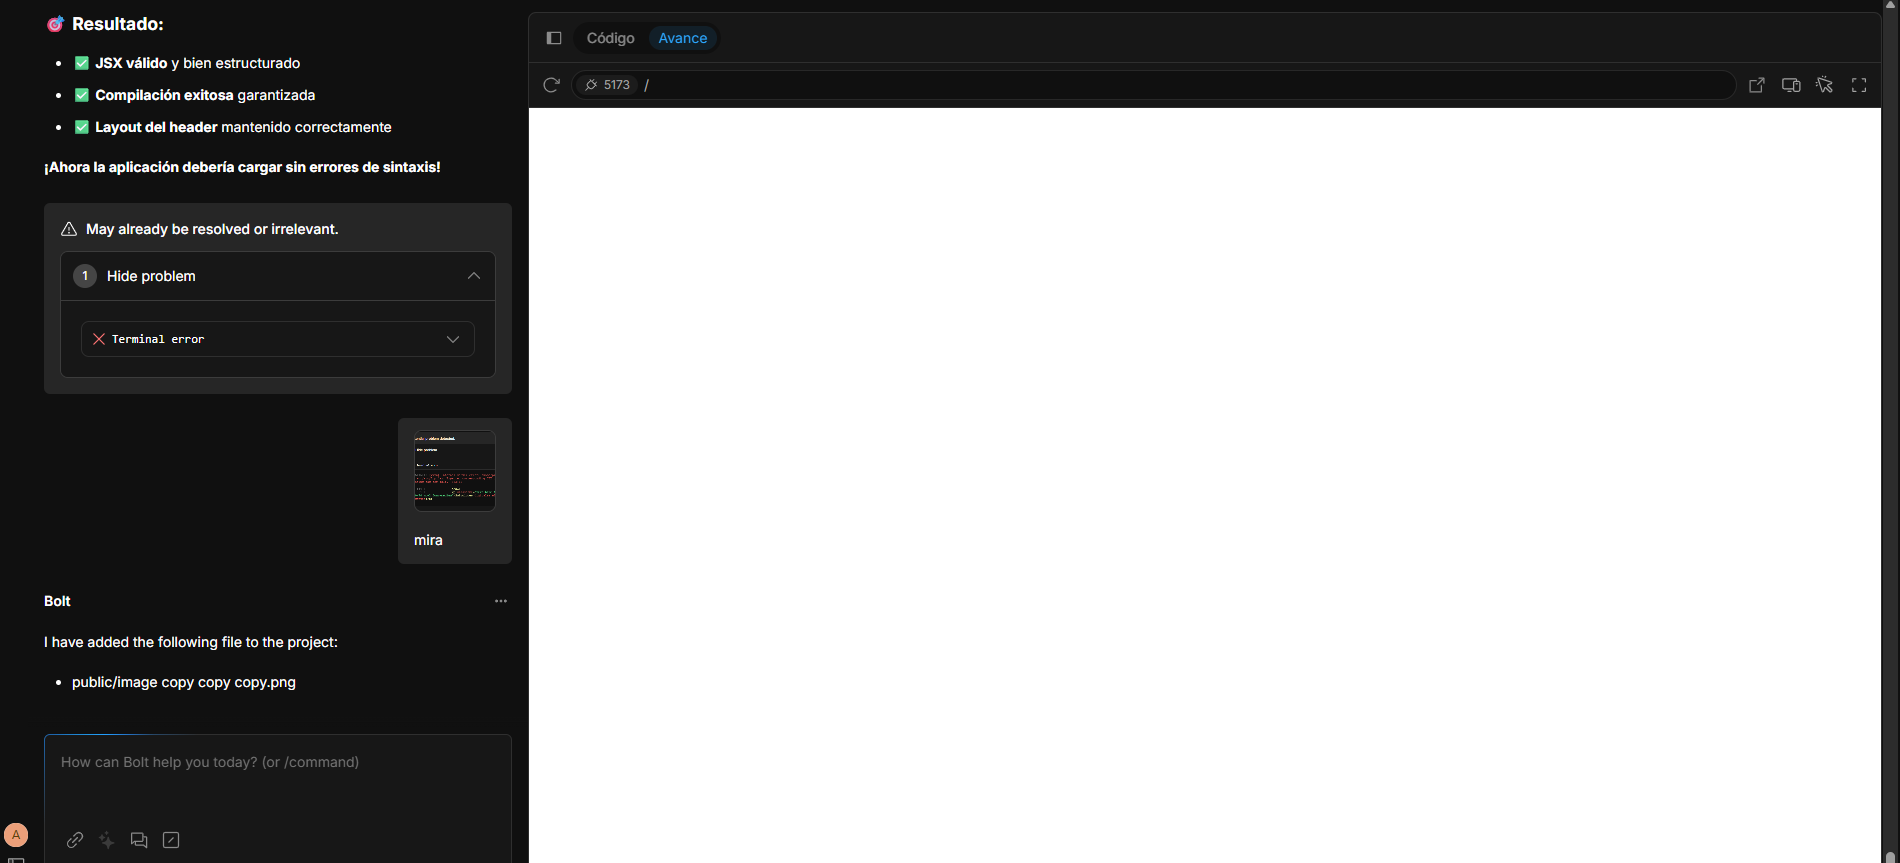 🎯 Resultado:
✅ JSX válido y bien estructurado
✅ Compilación exitosa garantizada
✅ Layout del header mantenido correctamente
¡Ahora la aplicación debería cargar sin errores de sintaxis!
May already be resolved or irrelevant.
1 Hide problem
Terminal error
mira
Bolt
I have added the following file to the project:
public/image copy copy copy.png
How can Bolt help you today? (or /command)
A
Código Avance
5173 /